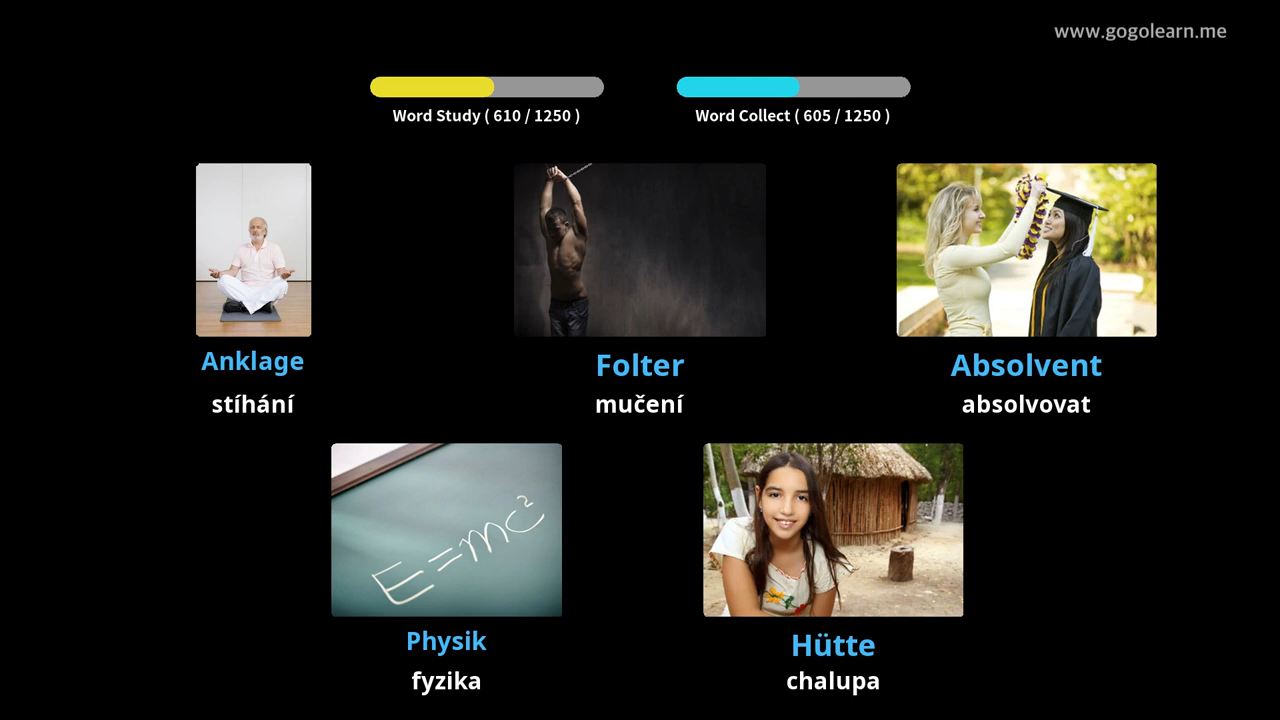 www.gogolearn.me
Word Study ( 610 / 1250 )
Word Collect ( 605 / 1250 )
Anklage
stíhání
Folter
mučení
Absolvent
absolvovat
E=mc²
Physik
fyzika
Hütte
chalupa